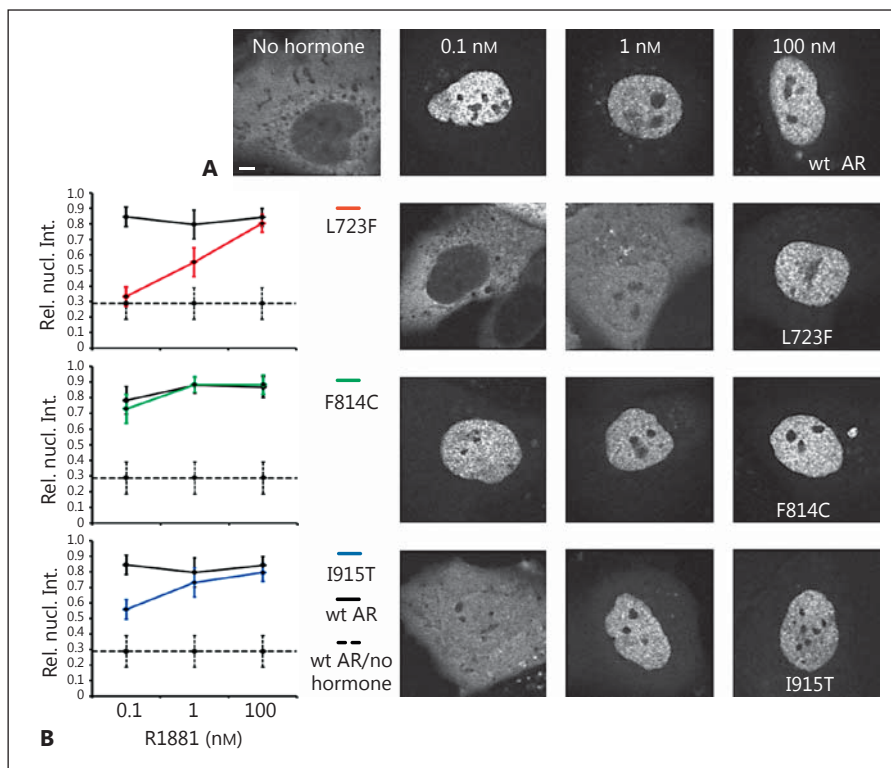 No hormone 0.1 nM 1 nM 100 nM
wt AR
A
Rel. nucl. Int.
1.0
0.9
0.8
0.7
0.6
0.5
0.4
0.3
0.2
0.1
0
L723F
L723F
Rel. nucl. Int.
1.0
0.9
0.8
0.7
0.6
0.5
0.4
0.3
0.2
0.1
0
F814C
F814C
Rel. nucl. Int.
1.0
0.9
0.8
0.7
0.6
0.5
0.4
0.3
0.2
0.1
0
I915T
wt AR
wt AR/no
hormone
I915T
0.1 1 100
R1881 (nM)
B